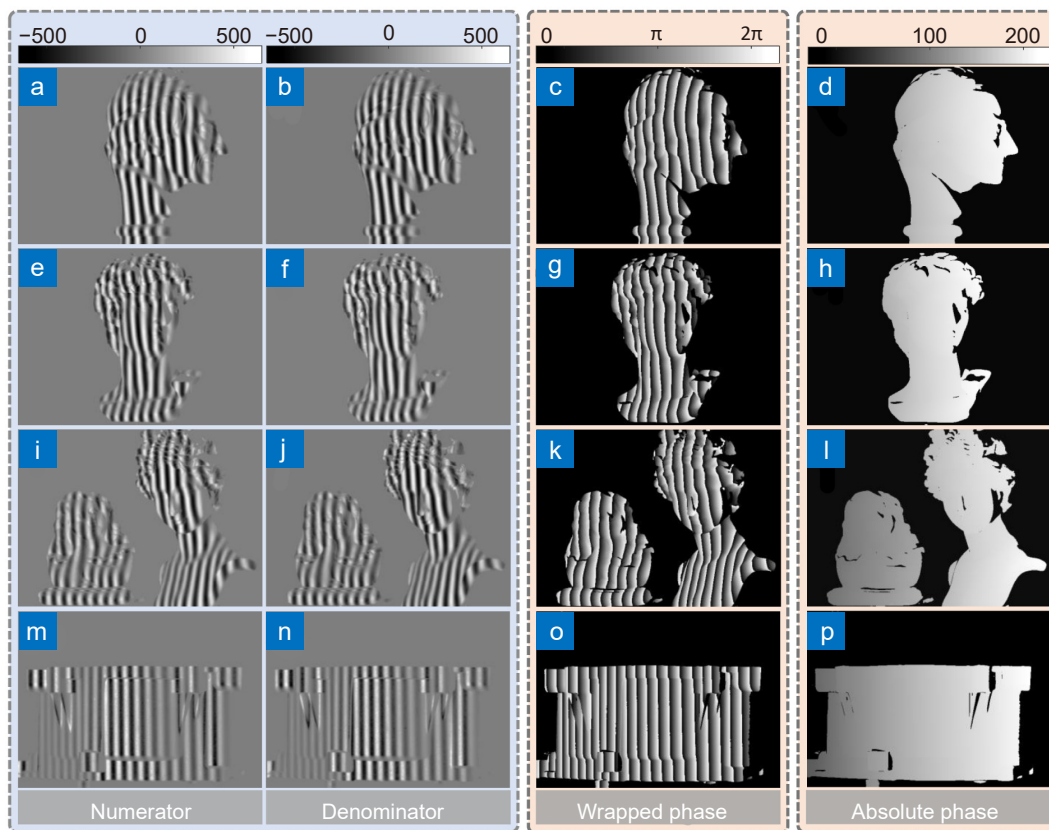 −500 0 500 −500 0 500 0 π 2π 0 100 200
a b c d
e f g h
i j k l
m n o p
Numerator Denominator Wrapped phase Absolute phase